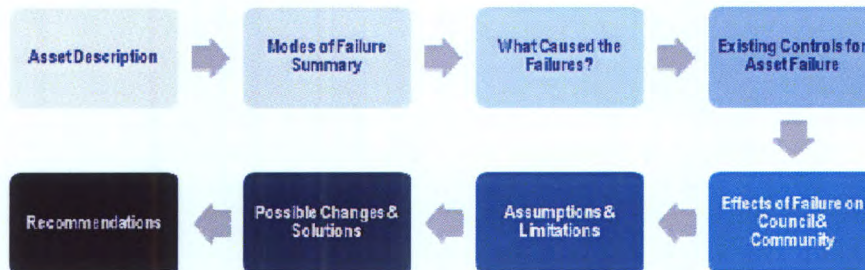 Asset Description
Modes of Failure
Summary
What Caused the
Failures?
Existing Controls for
Asset Failure
Effects of Failure on
Council &
Community
Assumptions &
Limitations
Possible Changes &
Solutions
Recommendations